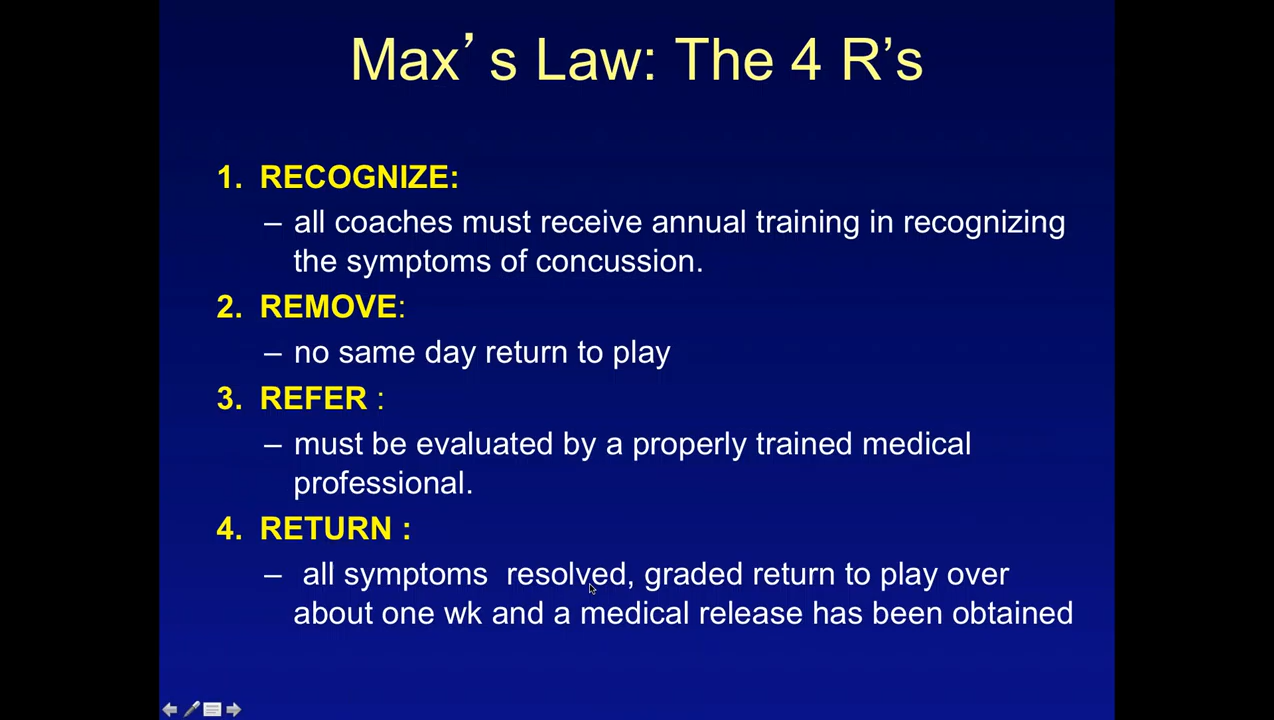 Max’s Law: The 4 R’s
1. RECOGNIZE:
– all coaches must receive annual training in recognizing
the symptoms of concussion.
2. REMOVE:
– no same day return to play
3. REFER :
– must be evaluated by a properly trained medical
professional.
4. RETURN :
– all symptoms resolved, graded return to play over
about one wk and a medical release has been obtained